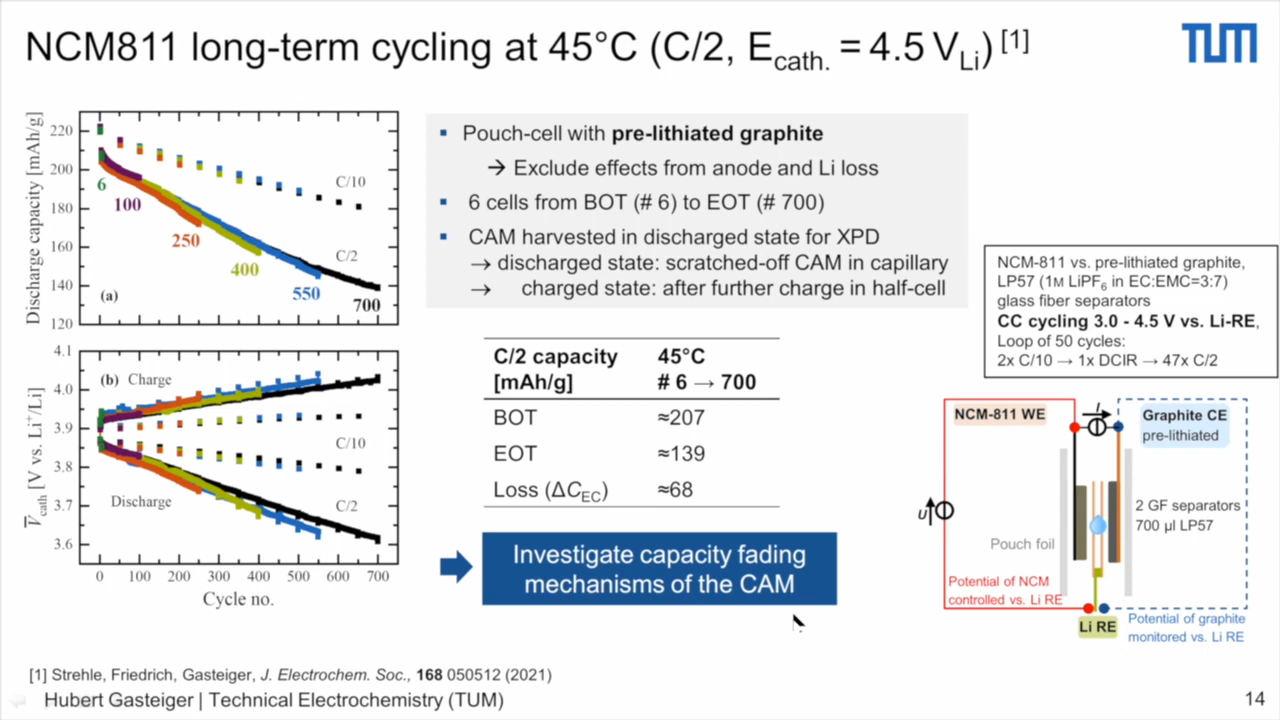 NCM811 long-term cycling at 45°C (C/2, E_cath. = 4.5 V_Li) [1]
TUM
Discharge capacity [mAh/g]
220
200
180
160
140
120
C/10
C/2
6
100
250
400
550
700
(a)
V̅_cath [V vs. Li⁺/Li]
4.1
4.0
3.9
3.8
3.7
3.6
(b) Charge
C/10
Discharge
C/2
0 100 200 300 400 500 600 700
Cycle no.
▪ Pouch-cell with pre-lithiated graphite
→ Exclude effects from anode and Li loss
▪ 6 cells from BOT (# 6) to EOT (# 700)
▪ CAM harvested in discharged state for XPD
→ discharged state: scratched-off CAM in capillary
→ charged state: after further charge in half-cell
C/2 capacity 45°C
[mAh/g] # 6 → 700
BOT ≈207
EOT ≈139
Loss (ΔC_EC) ≈68
Investigate capacity fading
mechanisms of the CAM
NCM-811 vs. pre-lithiated graphite,
LP57 (1M LiPF₆ in EC:EMC=3:7)
glass fiber separators
CC cycling 3.0 - 4.5 V vs. Li-RE,
Loop of 50 cycles:
2x C/10 → 1x DCIR → 47x C/2
NCM-811 WE
I
Graphite CE
pre-lithiated
U
2 GF separators
700 µl LP57
Pouch foil
Potential of NCM
controlled vs. Li RE
Li RE
Potential of graphite
monitored vs. Li RE
[1] Strehle, Friedrich, Gasteiger, J. Electrochem. Soc., 168 050512 (2021)
Hubert Gasteiger | Technical Electrochemistry (TUM)
14